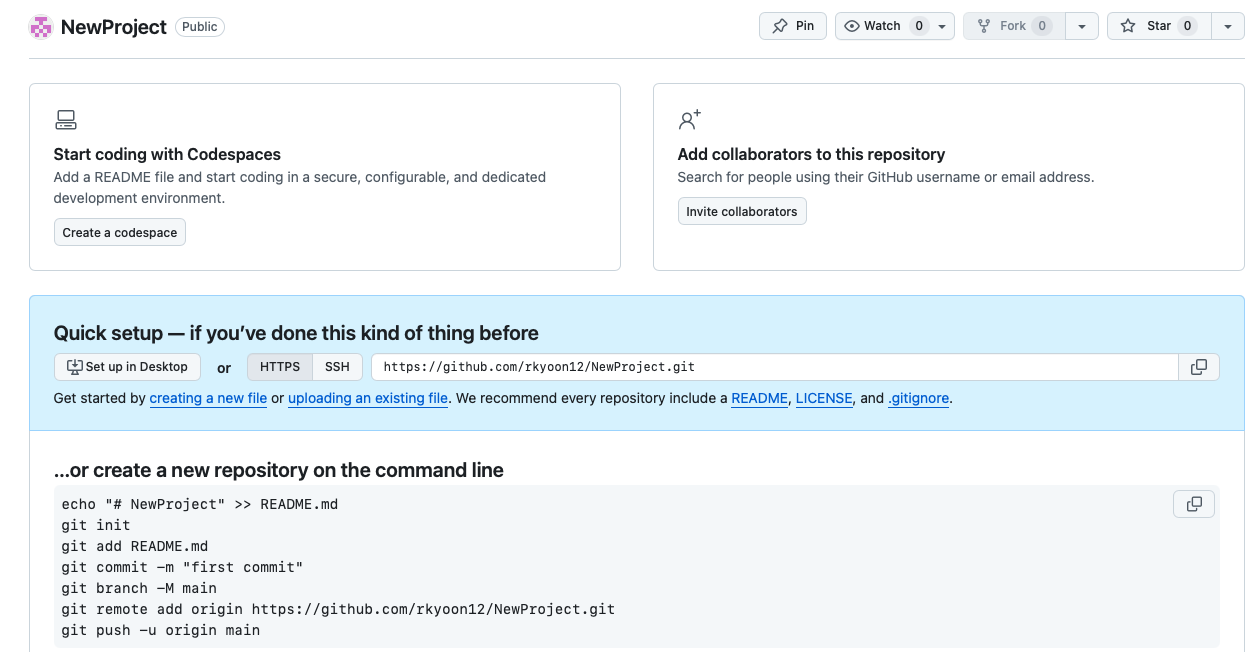 NewProject Public Pin Watch 0 Fork 0 Star 0
Start coding with Codespaces
Add a README file and start coding in a secure, configurable, and dedicated
development environment.
Create a codespace
Add collaborators to this repository
Search for people using their GitHub username or email address.
Invite collaborators
Quick setup — if you’ve done this kind of thing before
Set up in Desktop or HTTPS SSH https://github.com/rkyoon12/NewProject.git
Get started by creating a new file or uploading an existing file. We recommend every repository include a README, LICENSE, and .gitignore.
…or create a new repository on the command line
echo "# NewProject" >> README.md
git init
git add README.md
git commit -m "first commit"
git branch -M main
git remote add origin https://github.com/rkyoon12/NewProject.git
git push -u origin main